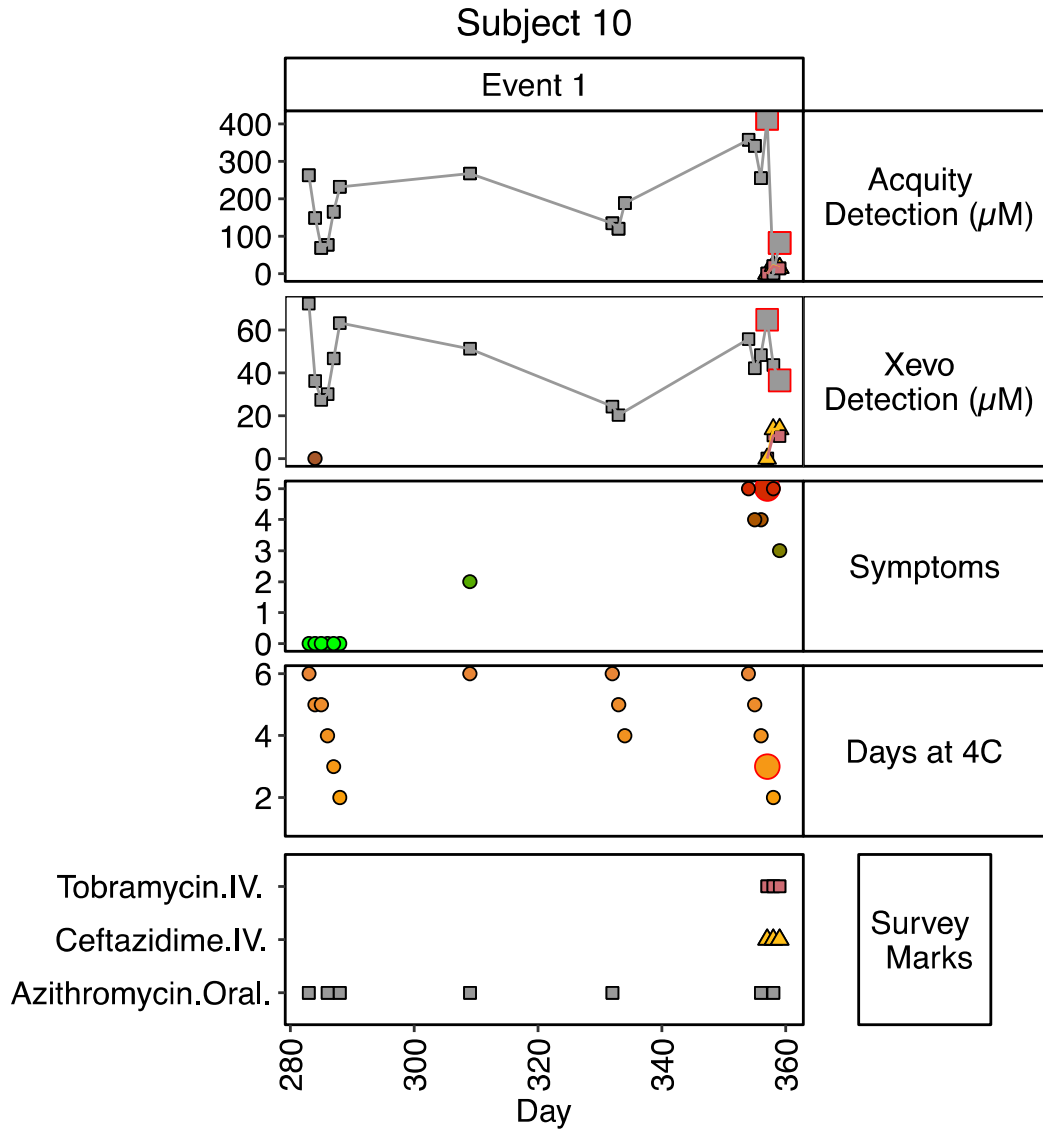 Subject 10
Event 1
400
300
200
100
0
Acquity
Detection (µM)
60
40
20
0
Xevo
Detection (µM)
5
4
3
2
1
0
Symptoms
6
4
2
Days at 4C
Tobramycin.IV.
Ceftazidime.IV.
Azithromycin.Oral.
Survey
Marks
280
300
320
340
360
Day